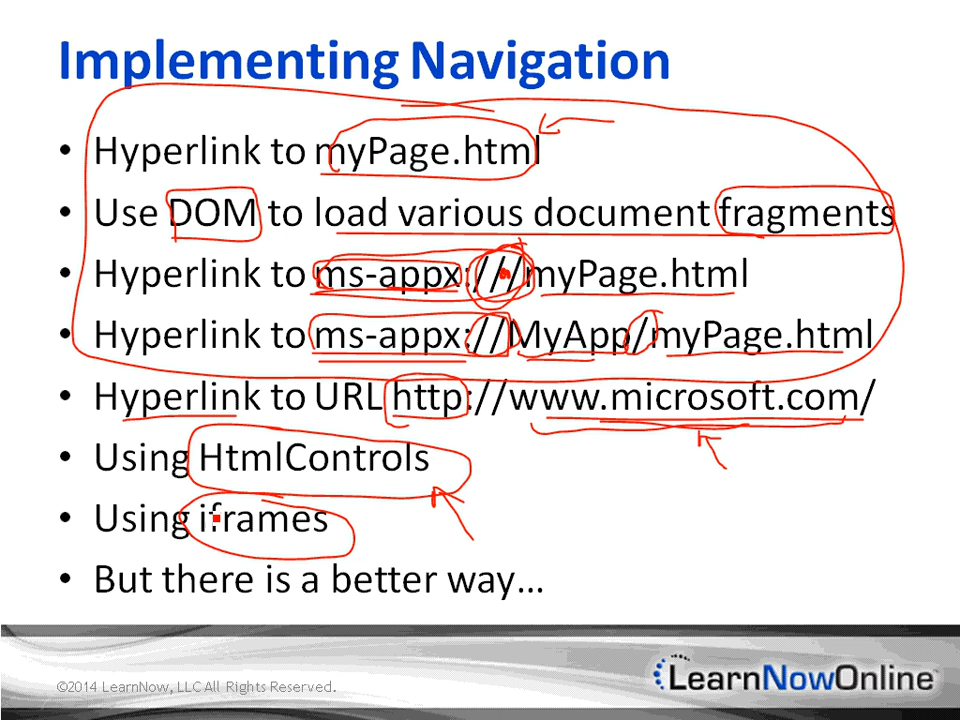 Implementing Navigation
• Hyperlink to myPage.html
• Use DOM to load various document fragments
• Hyperlink to ms-appx:///myPage.html
• Hyperlink to ms-appx://MyApp/myPage.html
• Hyperlink to URL http://www.microsoft.com/
• Using HtmlControls
• Using iframes
• But there is a better way…
©2014 LearnNow, LLC All Rights Reserved.
LearnNowOnline